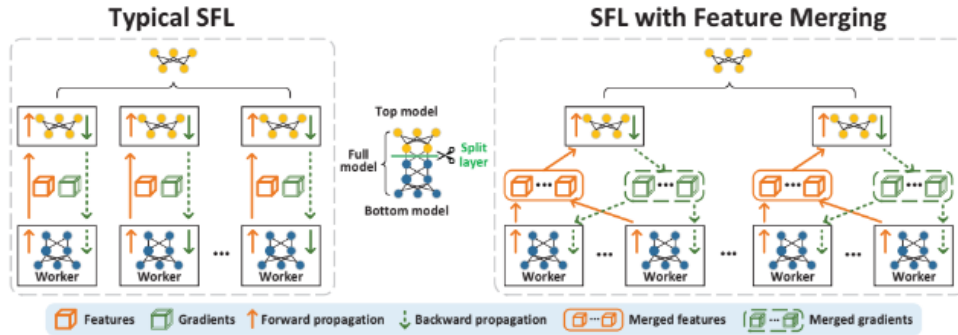 Typical SFL
SFL with Feature Merging
Top model
Full
model
Split
layer
Bottom model
Worker
Worker
...
Worker
Worker
...
Worker
...
Worker
...
Worker
Features
Gradients
Forward propagation
Backward propagation
Merged features
Merged gradients